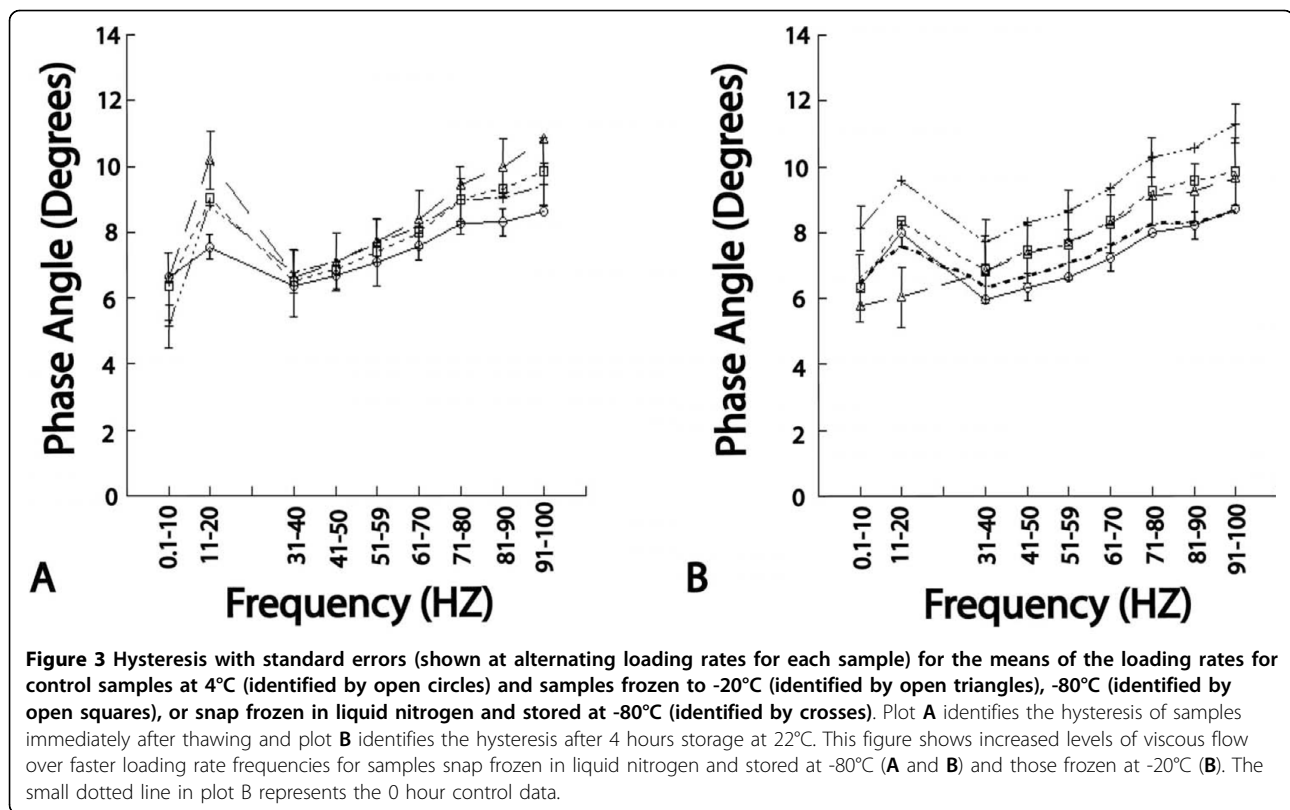 14
12
10
8
6
4
2
0
Phase Angle (Degrees)
0.1-10
11-20
31-40
41-50
51-59
61-70
71-80
81-90
91-100
A
Frequency (HZ)
14
12
10
8
6
4
2
0
Phase Angle (Degrees)
0.1-10
11-20
31-40
41-50
51-59
61-70
71-80
81-90
91-100
B
Frequency (HZ)
Figure 3 Hysteresis with standard errors (shown at alternating loading rates for each sample) for the means of the loading rates for
control samples at 4°C (identified by open circles) and samples frozen to -20°C (identified by open triangles), -80°C (identified by
open squares), or snap frozen in liquid nitrogen and stored at -80°C (identified by crosses). Plot A identifies the hysteresis of samples
immediately after thawing and plot B identifies the hysteresis after 4 hours storage at 22°C. This figure shows increased levels of viscous flow
over faster loading rate frequencies for samples snap frozen in liquid nitrogen and stored at -80°C (A and B) and those frozen at -20°C (B). The
small dotted line in plot B represents the 0 hour control data.